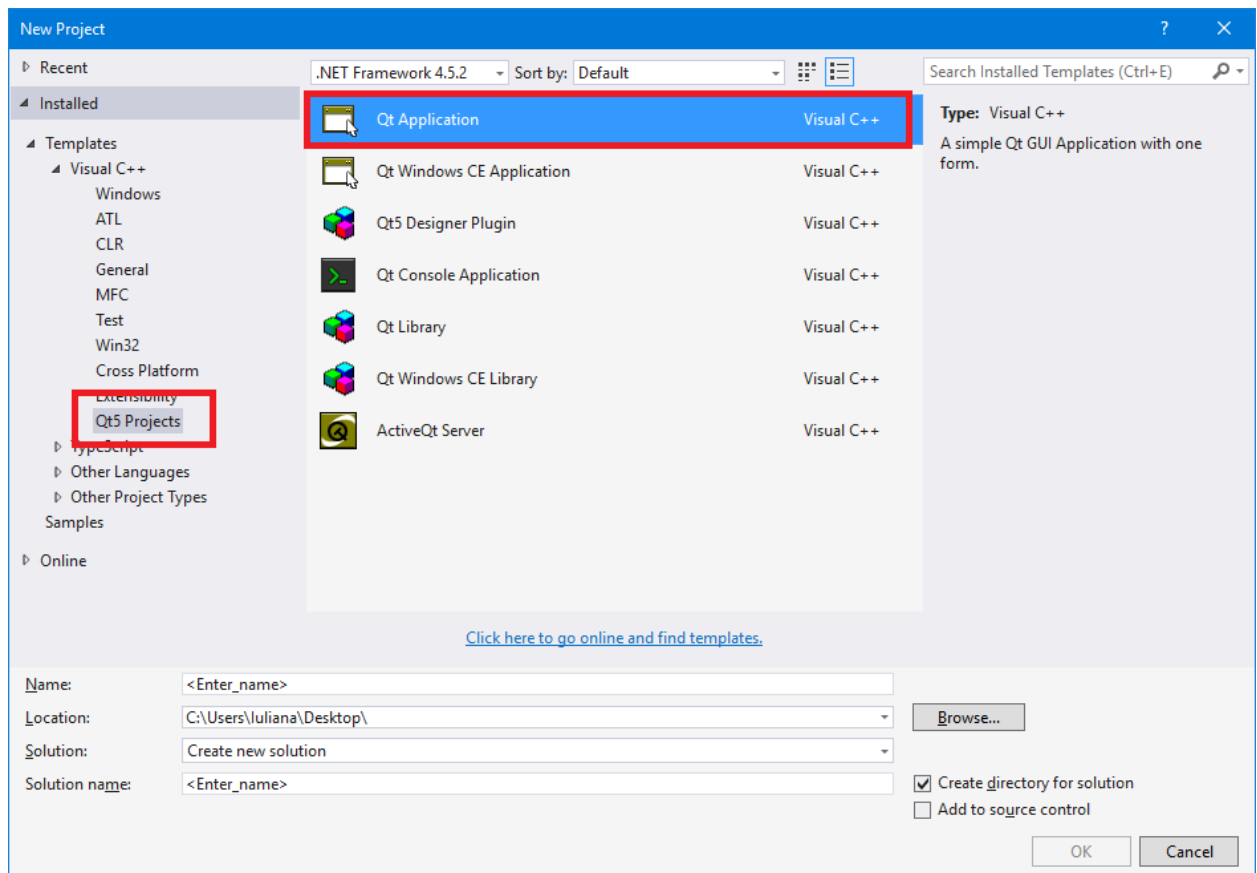 New Project
?
Recent
Installed
Templates
Visual C++
Windows
ATL
CLR
General
MFC
Test
Win32
Cross Platform
Extensibility
Qt5 Projects
TypeScript
Other Languages
Other Project Types
Samples
Online
.NET Framework 4.5.2 Sort by: Default
Qt Application Visual C++
Qt Windows CE Application Visual C++
Qt5 Designer Plugin Visual C++
Qt Console Application Visual C++
Qt Library Visual C++
Qt Windows CE Library Visual C++
ActiveQt Server Visual C++
Click here to go online and find templates.
Search Installed Templates (Ctrl+E)
Type: Visual C++
A simple Qt GUI Application with one
form.
Name: <Enter_name>
Location: C:\Users\Iuliana\Desktop\
Browse...
Solution: Create new solution
Solution name: <Enter_name>
Create directory for solution
Add to source control
OK Cancel